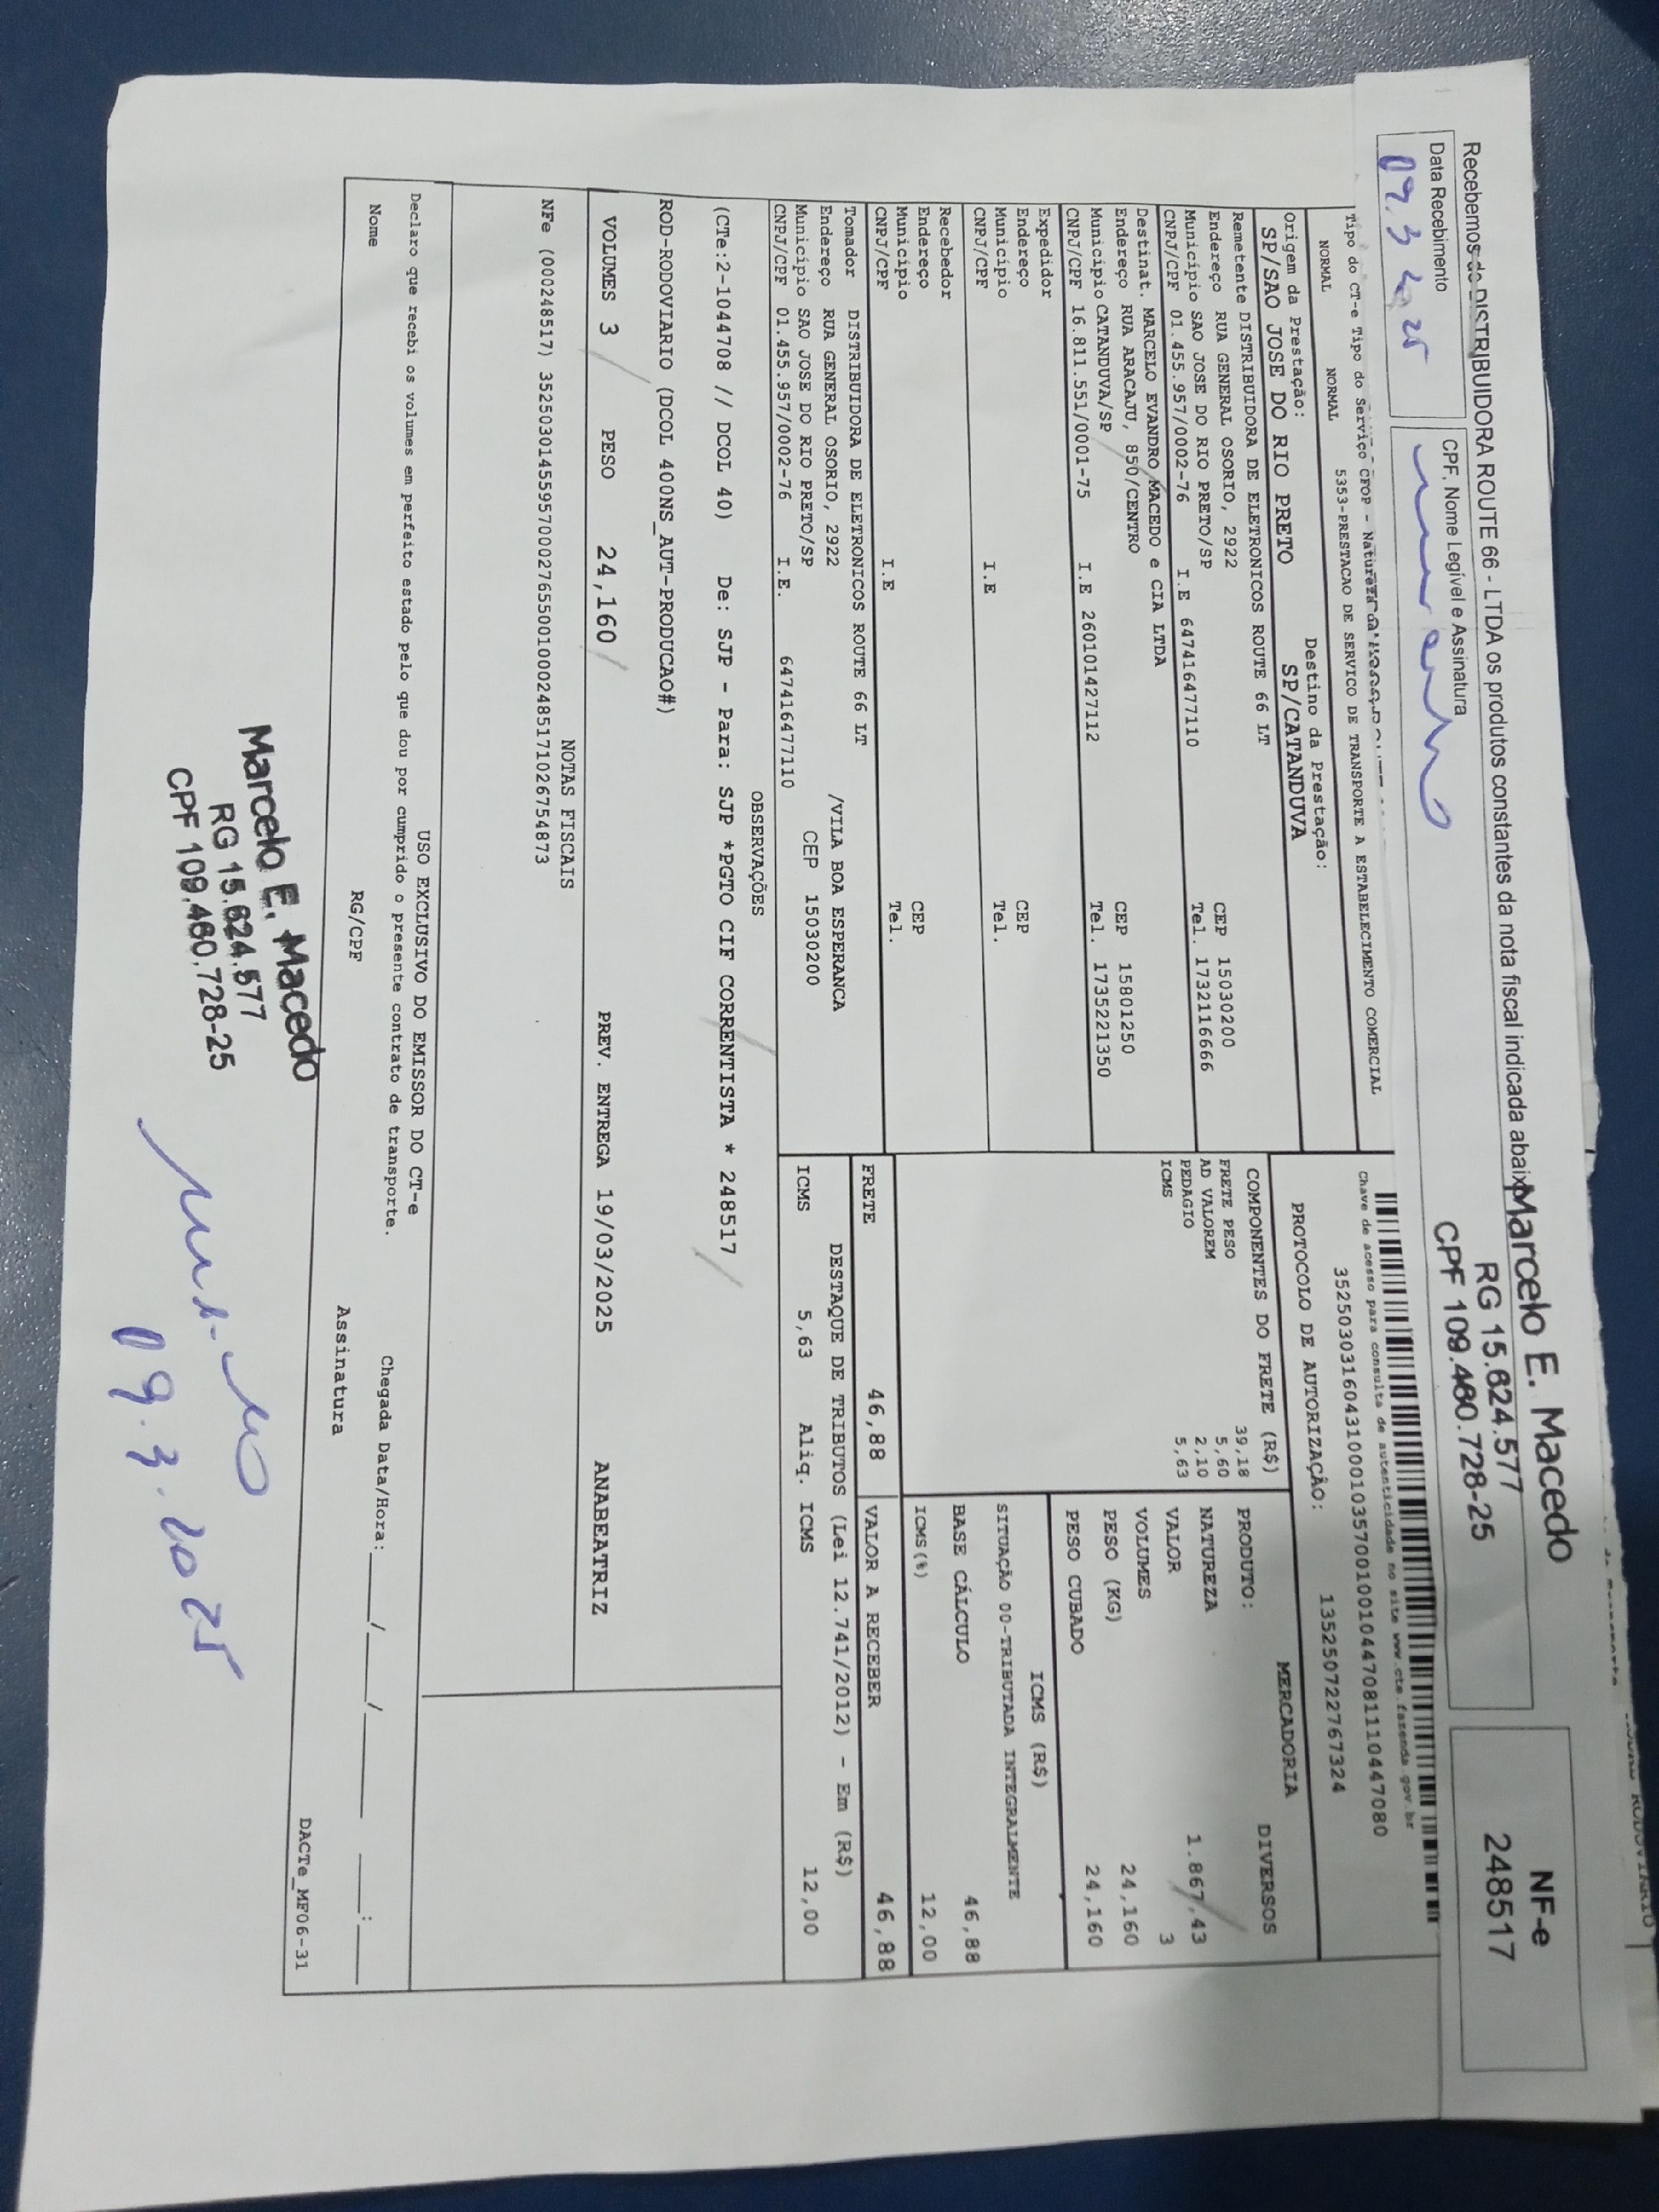 Recebemos de DISTRIBUIDORA ROUTE 66 - LTDA os produtos constantes da nota fiscal indicada abaixo
Marcelo E. Macedo
RG 15.624.577
CPF 109.460.728-25
Data Recebimento
09.3 2025
CPF, Nome Legível e Assinatura
NF-e
248517
Tipo do CT-e Tipo do Serviço CFOP - Natureza da
NORMAL NORMAL 5353-PRESTACAO DE SERVICO DE TRANSPORTE A ESTABELECIMENTO COMERCIAL
Chave de acesso para consulta de autenticidade no site www.cte.fazenda.gov.br
35250303160431000103570010010447081110447080
PROTOCOLO DE AUTORIZAÇÃO: 135250722767324
Origem da Prestação: Destino da Prestação:
SP/SAO JOSE DO RIO PRETO SP/CATANDUVA
Remetente DISTRIBUIDORA DE ELETRONICOS ROUTE 66 LT
Endereço RUA GENERAL OSORIO, 2922 CEP 15030200
Município SAO JOSE DO RIO PRETO/SP Tel. 1732116666
CNPJ/CPF 01.455.957/0002-76 I.E 647416477110
Destinat. MARCELO EVANDRO MACEDO e CIA LTDA
Endereço RUA ARACAJU, 850/CENTRO CEP 15801250
Município CATANDUVA/SP Tel. 1735221350
CNPJ/CPF 16.811.551/0001-75 I.E 260101427112
Expedidor
Endereço CEP
Município Tel.
CNPJ/CPF I.E
Recebedor
Endereço CEP
Município Tel.
CNPJ/CPF I.E
Tomador DISTRIBUIDORA DE ELETRONICOS ROUTE 66 LT
Endereço RUA GENERAL OSORIO, 2922 /VILA BOA ESPERANCA
Município SAO JOSE DO RIO PRETO/SP CEP 15030200
CNPJ/CPF 01.455.957/0002-76 I.E. 647416477110
COMPONENTES DO FRETE (R$)
FRETE PESO 39,18
AD VALOREM 5,60
PEDAGIO 2,10
ICMS 5,63
MERCADORIA
PRODUTO: DIVERSOS
NATUREZA
VALOR 1.867,43
VOLUMES 3
PESO (KG) 24,160
PESO CUBADO 24,160
ICMS (R$)
SITUAÇÃO 00-TRIBUTADA INTEGRALMENTE
BASE CÁLCULO 46,88
ICMS(%) 12,00
FRETE 46,88 VALOR A RECEBER 46,88
DESTAQUE DE TRIBUTOS (Lei 12.741/2012) - Em (R$)
ICMS 5,63 Aliq. ICMS 12,00
OBSERVAÇÕES
(CTe:2-1044708 // DCOL 40) De: SJP - Para: SJP *PGTO CIF CORRENTISTA * 248517
ROD-RODOVIARIO (DCOL 400NS_AUT-PRODUCAO#)
VOLUMES 3 PESO 24,160 PREV. ENTREGA 19/03/2025 ANABEATRIZ
NOTAS FISCAIS
NFe (000248517) 35250301455957000276550010002485171026754873
USO EXCLUSIVO DO EMISSOR DO CT-e
Declaro que recebi os volumes em perfeito estado pelo que dou por cumprido o presente contrato de transporte. Chegada Data/Hora:____/____/______ ____:____
Nome RG/CPF Assinatura
DACTe_MF06-31
Marcelo E. Macedo
RG 15.624.577
CPF 109.460.728-25
09.3.2025